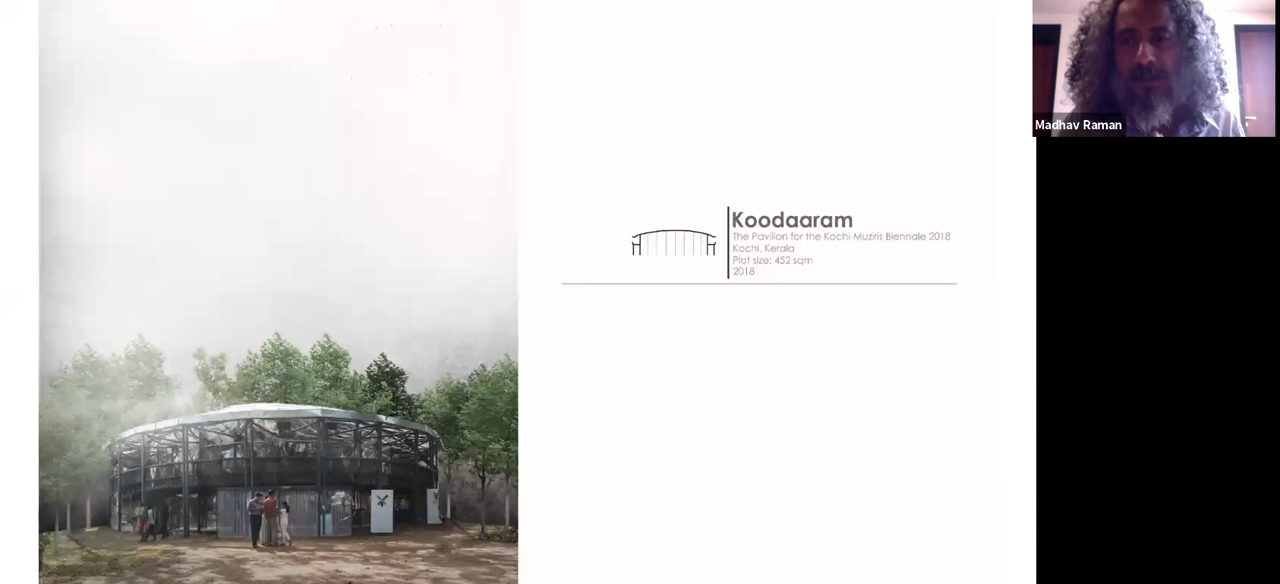 Koodaaram
The Pavilion for the Kochi-Muziris Biennale 2018
Kochi, Kerala
Plot size: 452 sqm
2018
Madhav Raman